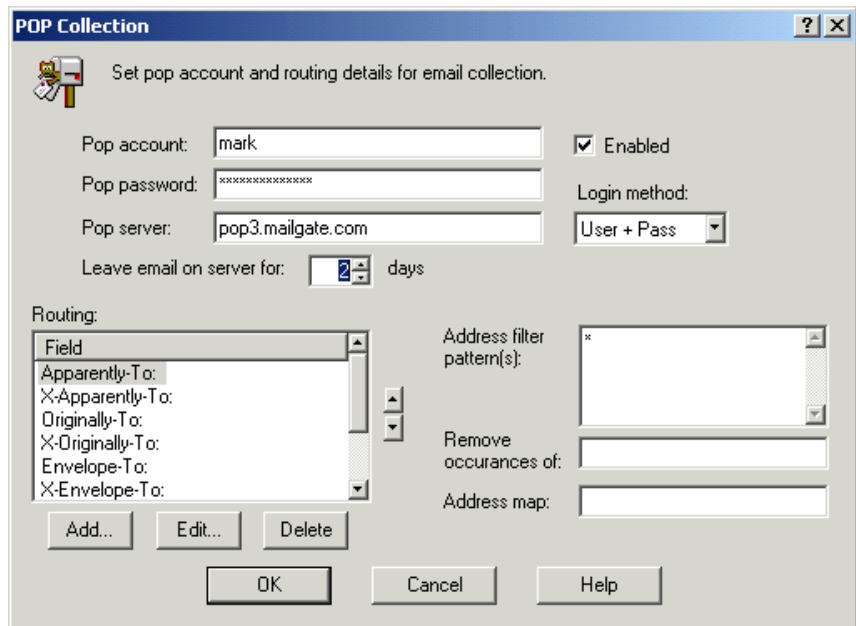 POP Collection
Set pop account and routing details for email collection.
Pop account: mark
Enabled
Pop password: **************
Login method:
Pop server: pop3.mailgate.com
User + Pass
Leave email on server for: 2 days
Routing:
Field
Apparently-To:
X-Apparently-To:
Originally-To:
X-Originally-To:
Envelope-To:
X-Envelope-To:
Address filter
pattern(s):
*
Remove
occurances of:
Address map:
Add... Edit... Delete
OK Cancel Help